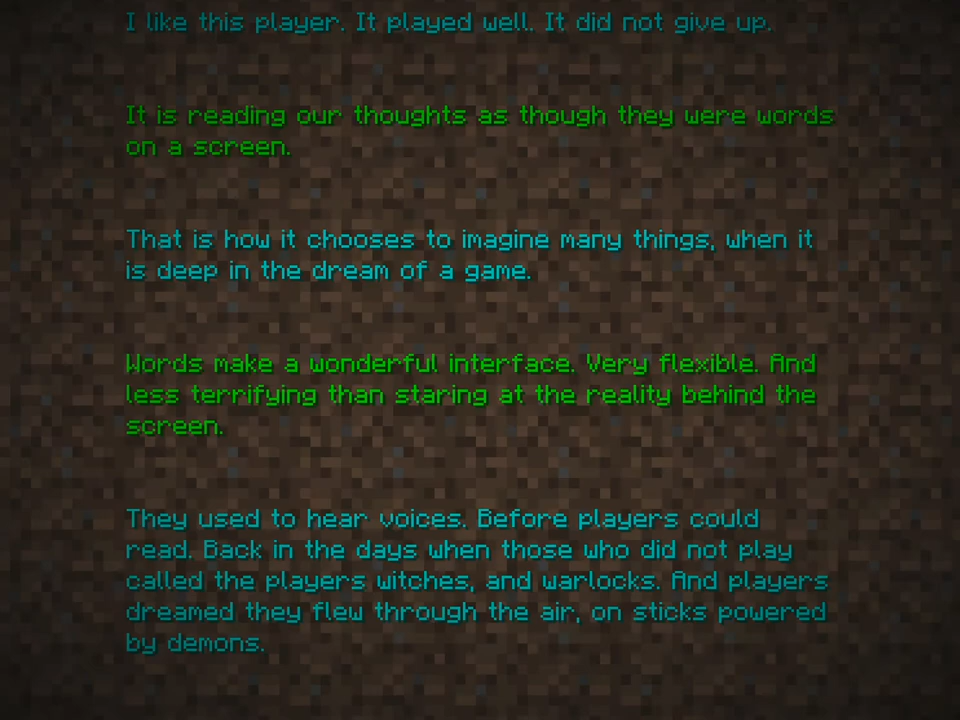 I like this player. It played well. It did not give up.
It is reading our thoughts as though they were words
on a screen.
That is how it chooses to imagine many things, when it
is deep in the dream of a game.
Words make a wonderful interface. Very flexible. And
less terrifying than staring at the reality behind the
screen.
They used to hear voices. Before players could
read. Back in the days when those who did not play
called the players witches, and warlocks. And players
dreamed they flew through the air, on sticks powered
by demons.